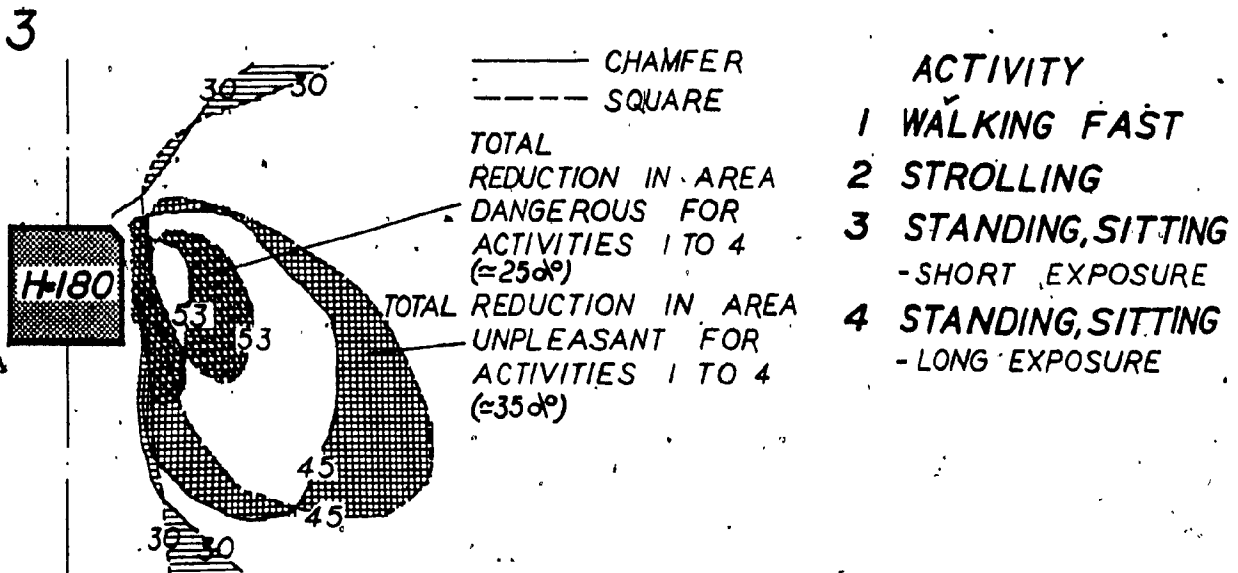 3
30 30
H=180
53
53
45
45
30 30
CHAMFER
SQUARE
TOTAL
REDUCTION IN AREA
DANGEROUS FOR
ACTIVITIES 1 TO 4
TOTAL REDUCTION IN AREA
UNPLEASANT FOR
ACTIVITIES 1 TO 4
ACTIVITY
1 WALKING FAST
2 STROLLING
3 STANDING, SITTING
- SHORT EXPOSURE
4 STANDING, SITTING
- LONG EXPOSURE